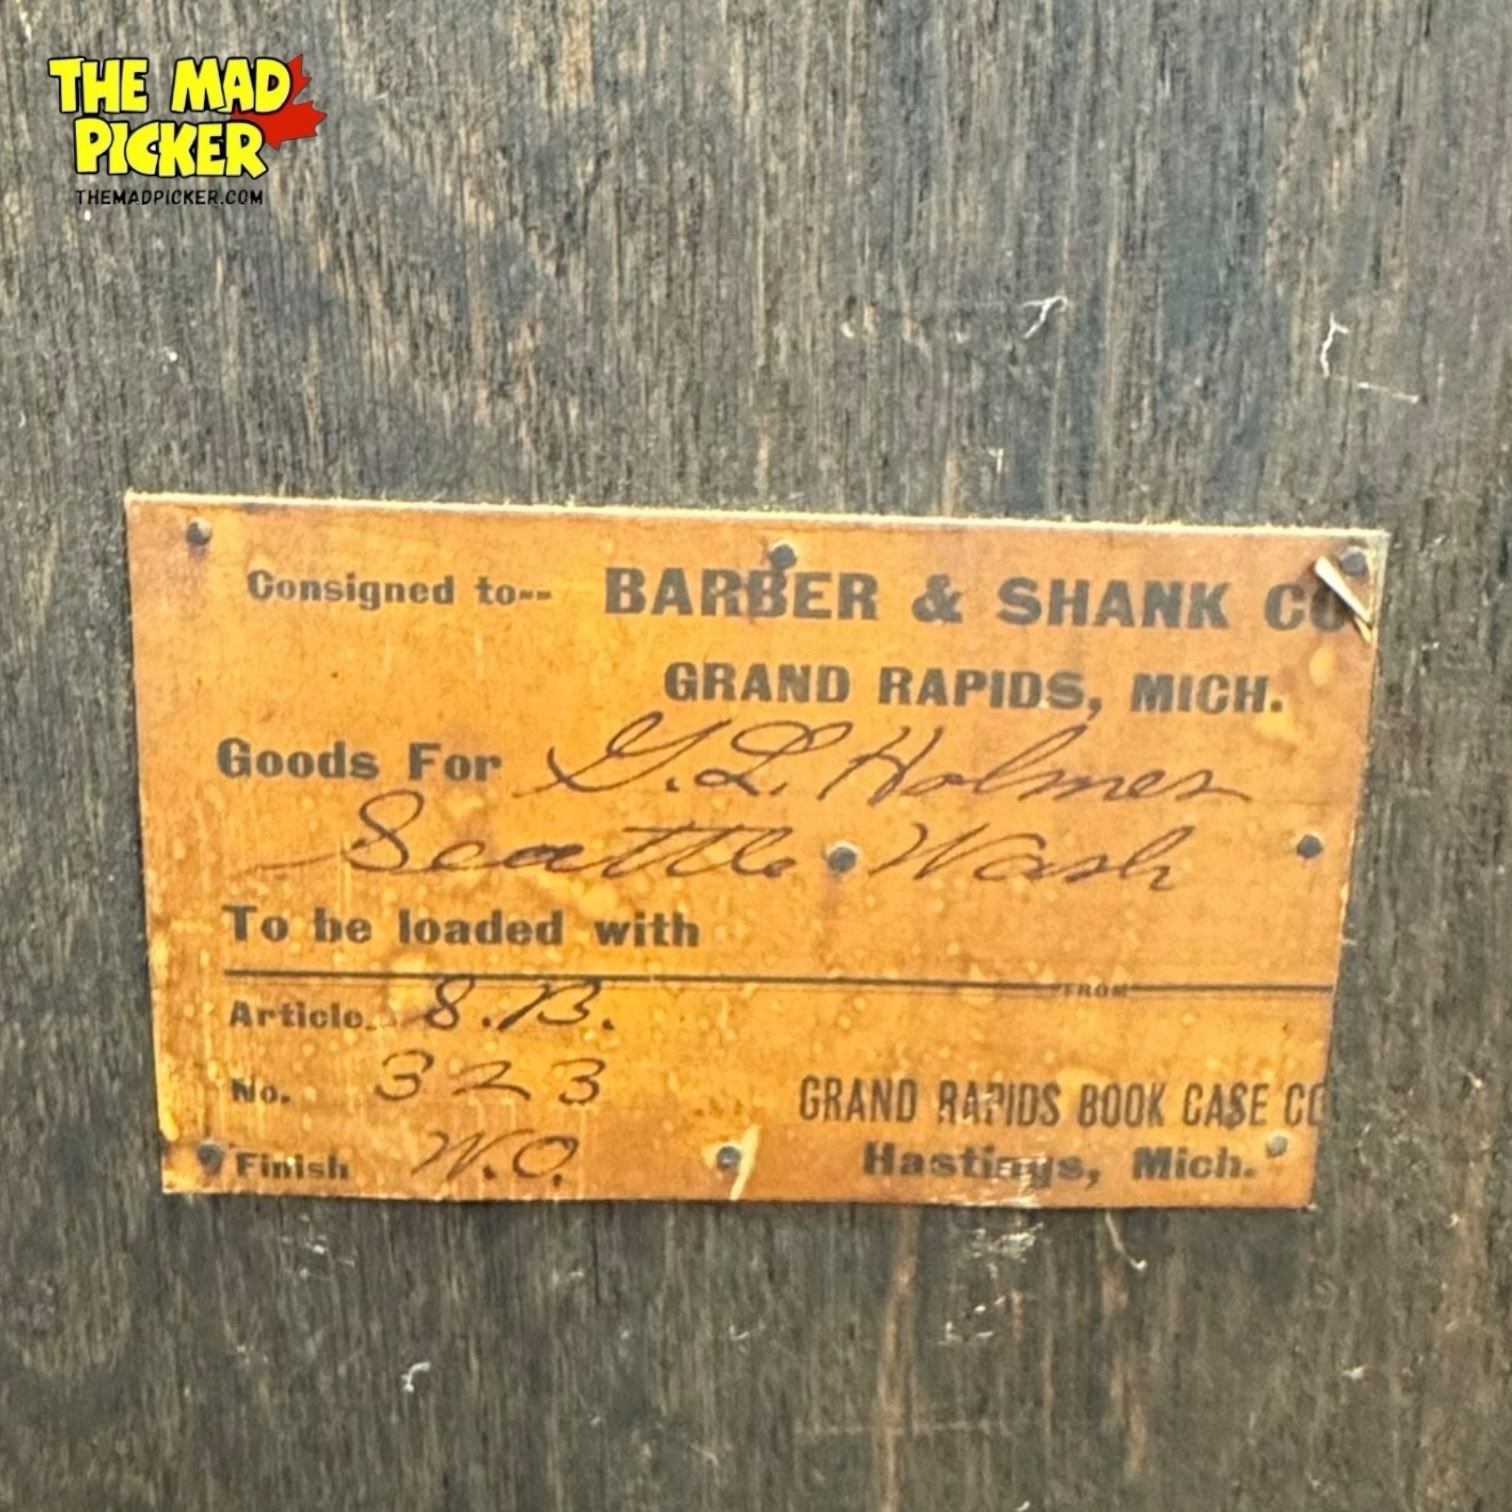 THE MAD
PICKER
THEMADPICKER.COM
Consigned to-- BARBER & SHANK CO
GRAND RAPIDS, MICH.
Goods For G. L. Holmes
Seattle Wash
To be loaded with
FROM
Article. S.B.
No. 323
GRAND RAPIDS BOOK CASE CO
Hastings, Mich.
Finish W.O.